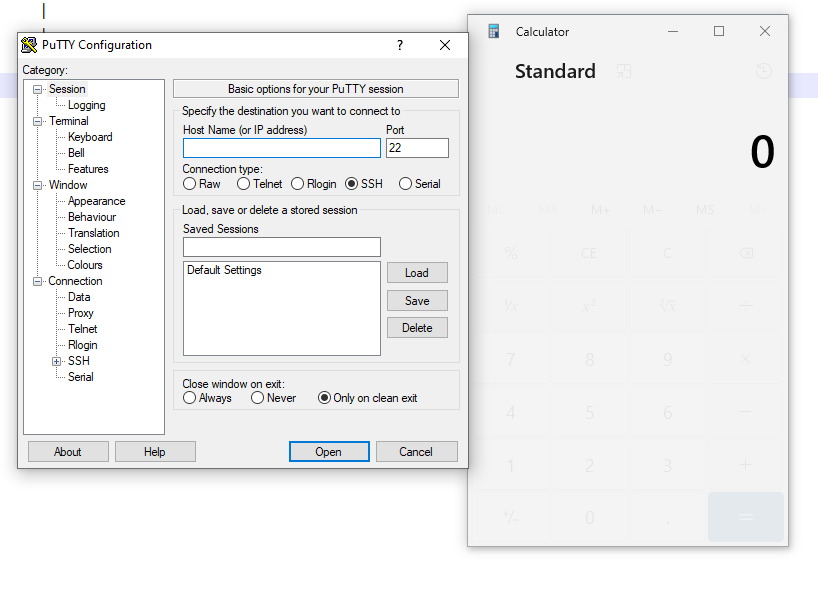 PuTTY Configuration
?
Category:
Session
Logging
Terminal
Keyboard
Bell
Features
Window
Appearance
Behaviour
Translation
Selection
Colours
Connection
Data
Proxy
Telnet
Rlogin
SSH
Serial
Basic options for your PuTTY session
Specify the destination you want to connect to
Host Name (or IP address) Port
22
Connection type:
Raw Telnet Rlogin SSH Serial
Load, save or delete a stored session
Saved Sessions
Default Settings
Load
Save
Delete
Close window on exit:
Always Never Only on clean exit
About Help Open Cancel
Calculator
Standard
0
M+ M− MS
% CE C
¹/x x² ²√x ÷
7 8 9 ×
4 5 6 −
1 2 3 +
+/− 0 . =